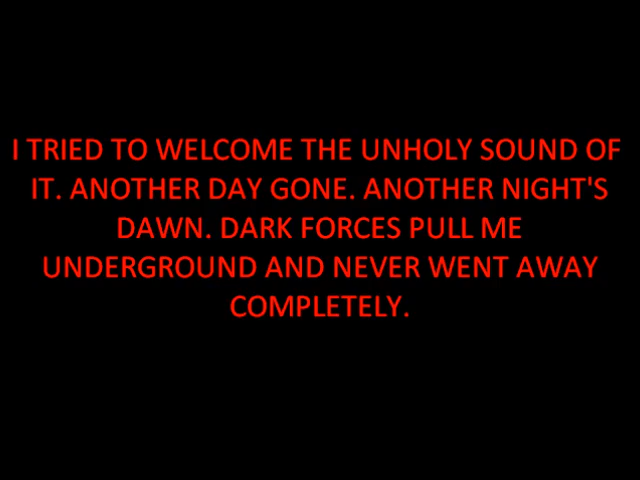 I TRIED TO WELCOME THE UNHOLY SOUND OF
IT. ANOTHER DAY GONE. ANOTHER NIGHT'S
DAWN. DARK FORCES PULL ME
UNDERGROUND AND NEVER WENT AWAY
COMPLETELY.